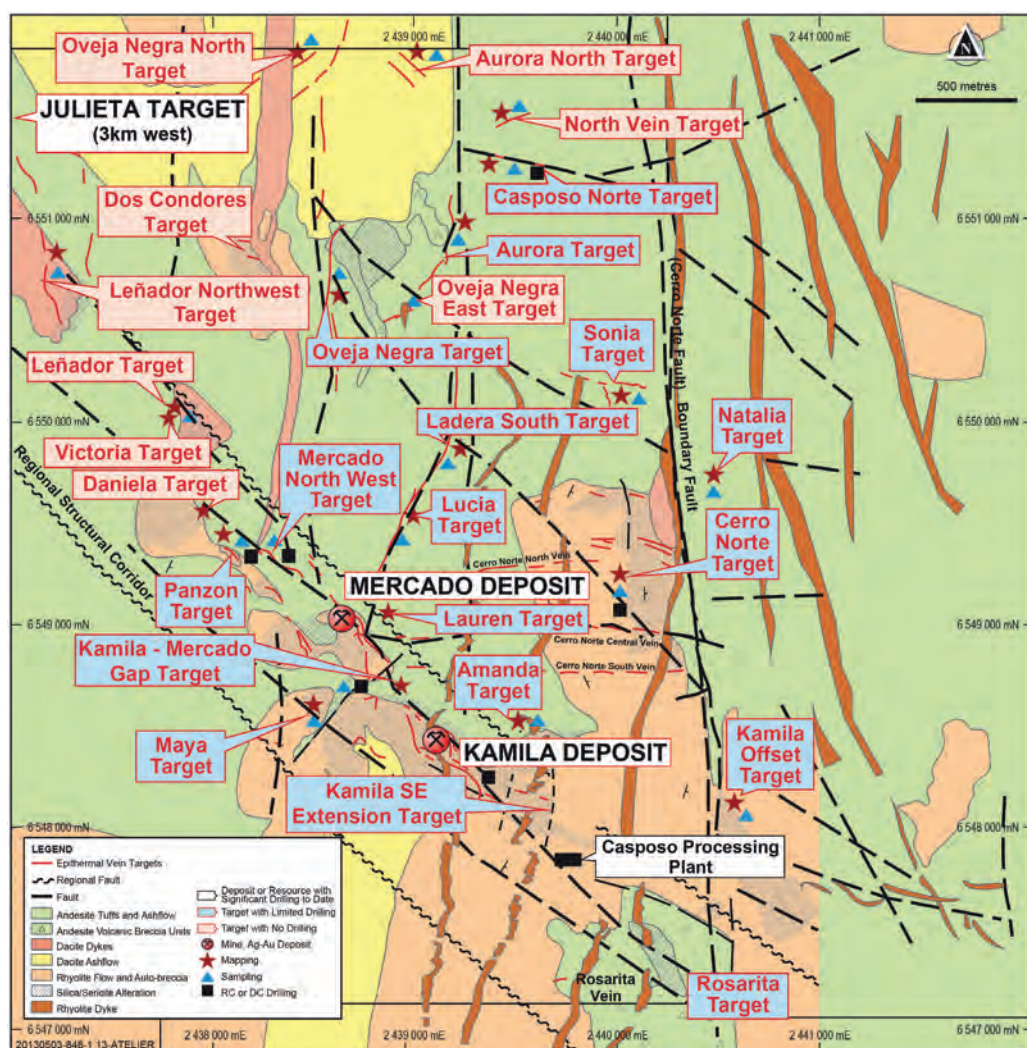 2 439 000 mE
2 440 000 mE
2 441 000 mE
N
500 metres
Oveja Negra North
Target
Aurora North Target
JULIETA TARGET
(3km west)
North Vein Target
Dos Condores
Target
Casposo Norte Target
6 551 000 mN
6 551 000 mN
Aurora Target
(Cerro Norte Fault)
Boundary Fault
Leñador Northwest
Target
Oveja Negra
East Target
Oveja Negra Target
Sonia
Target
Leñador Target
6 550 000 mN
6 550 000 mN
Ladera South Target
Natalia
Target
Victoria Target
Mercado
North West
Target
Daniela Target
Lucia
Target
Regional Structural Corridor
Cerro
Norte
Target
Cerro Norte North Vein
Panzon
Target
MERCADO DEPOSIT
6 549 000 mN
6 549 000 mN
Lauren Target
Cerro Norte Central Vein
Kamila - Mercado
Gap Target
Cerro Norte South Vein
Amanda
Target
Maya
Target
KAMILA DEPOSIT
Kamila
Offset
Target
Kamila SE
Extension Target
6 548 000 mN
6 548 000 mN
Casposo Processing
Plant
LEGEND
Epithermal Vein Targets
Regional Fault
Fault
Andesite Tuffs and Ashflow
Andesite Volcanic Breccia Units
Dacite Dykes
Dacite Ashflow
Rhyolite Flow and Auto-breccia
Silica/Seriolte Alteration
Rhyolite Dyke
Deposit or Resource with
Significant Drilling to Date
Target with Limited Drilling
Target with No Drilling
Mine, Ag-Au Deposit
Mapping
Sampling
RC or DC Drilling
Rosarita
Vein
Rosarita
Target
6 547 000 mN
2 438 000 mE
2 439 000 mE
2 440 000 mE
2 441 000 mE
6 547 000 mN
20130503-848-1 13-ATELIER